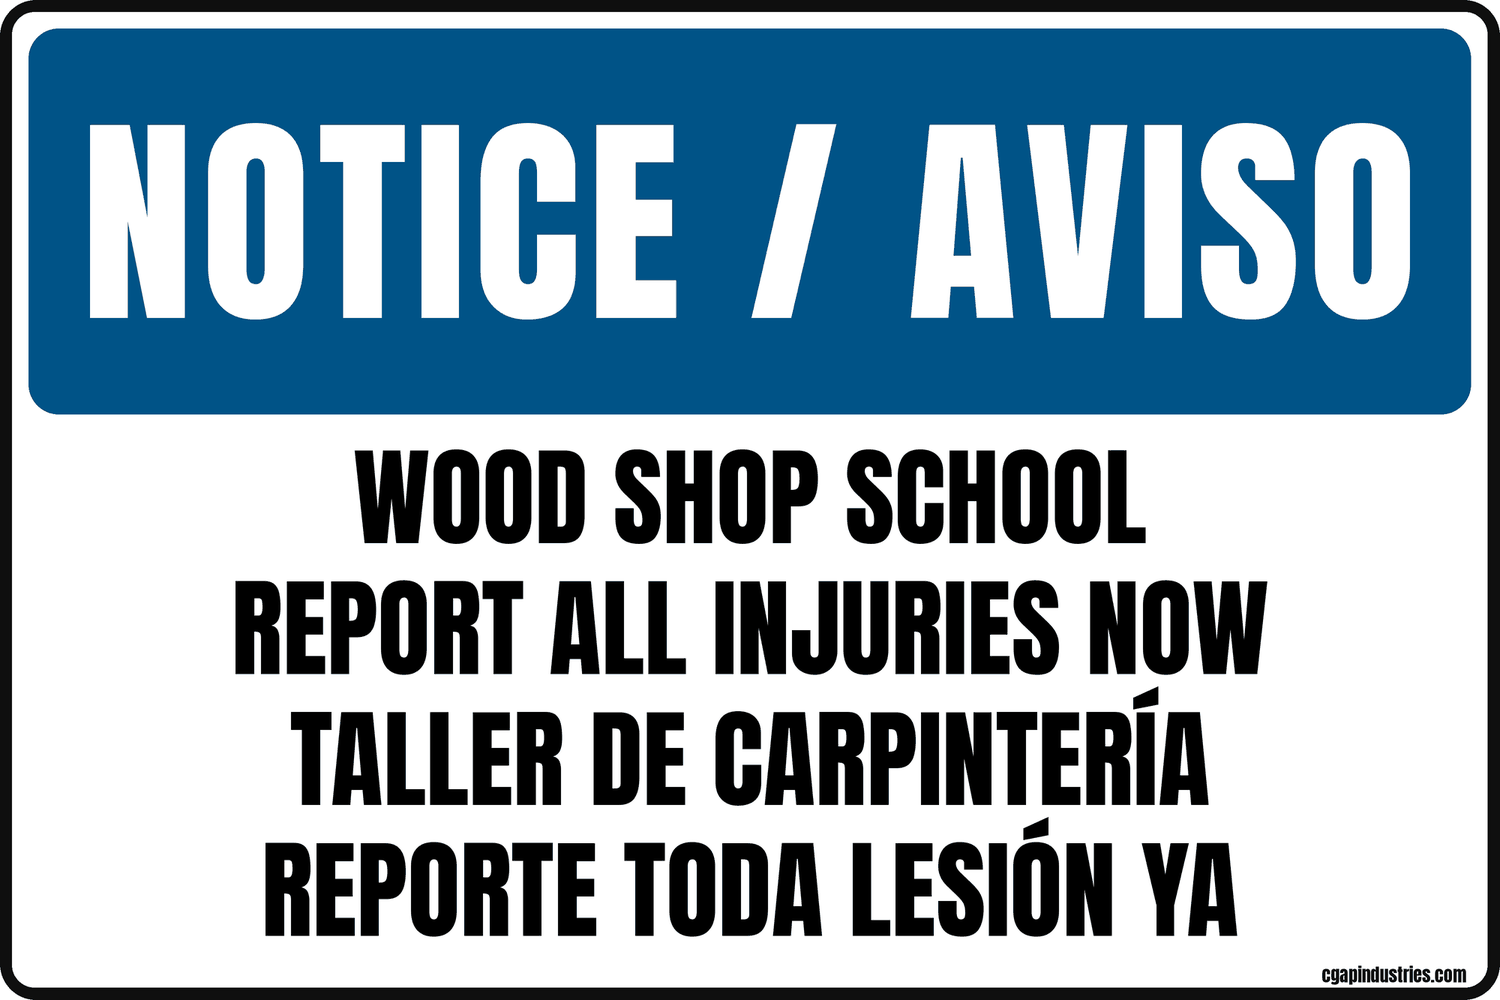 NOTICE / AVISO
WOOD SHOP SCHOOL
REPORT ALL INJURIES NOW
TALLER DE CARPINTERÍA
REPORTE TODA LESIÓN YA
cgapindustries.com